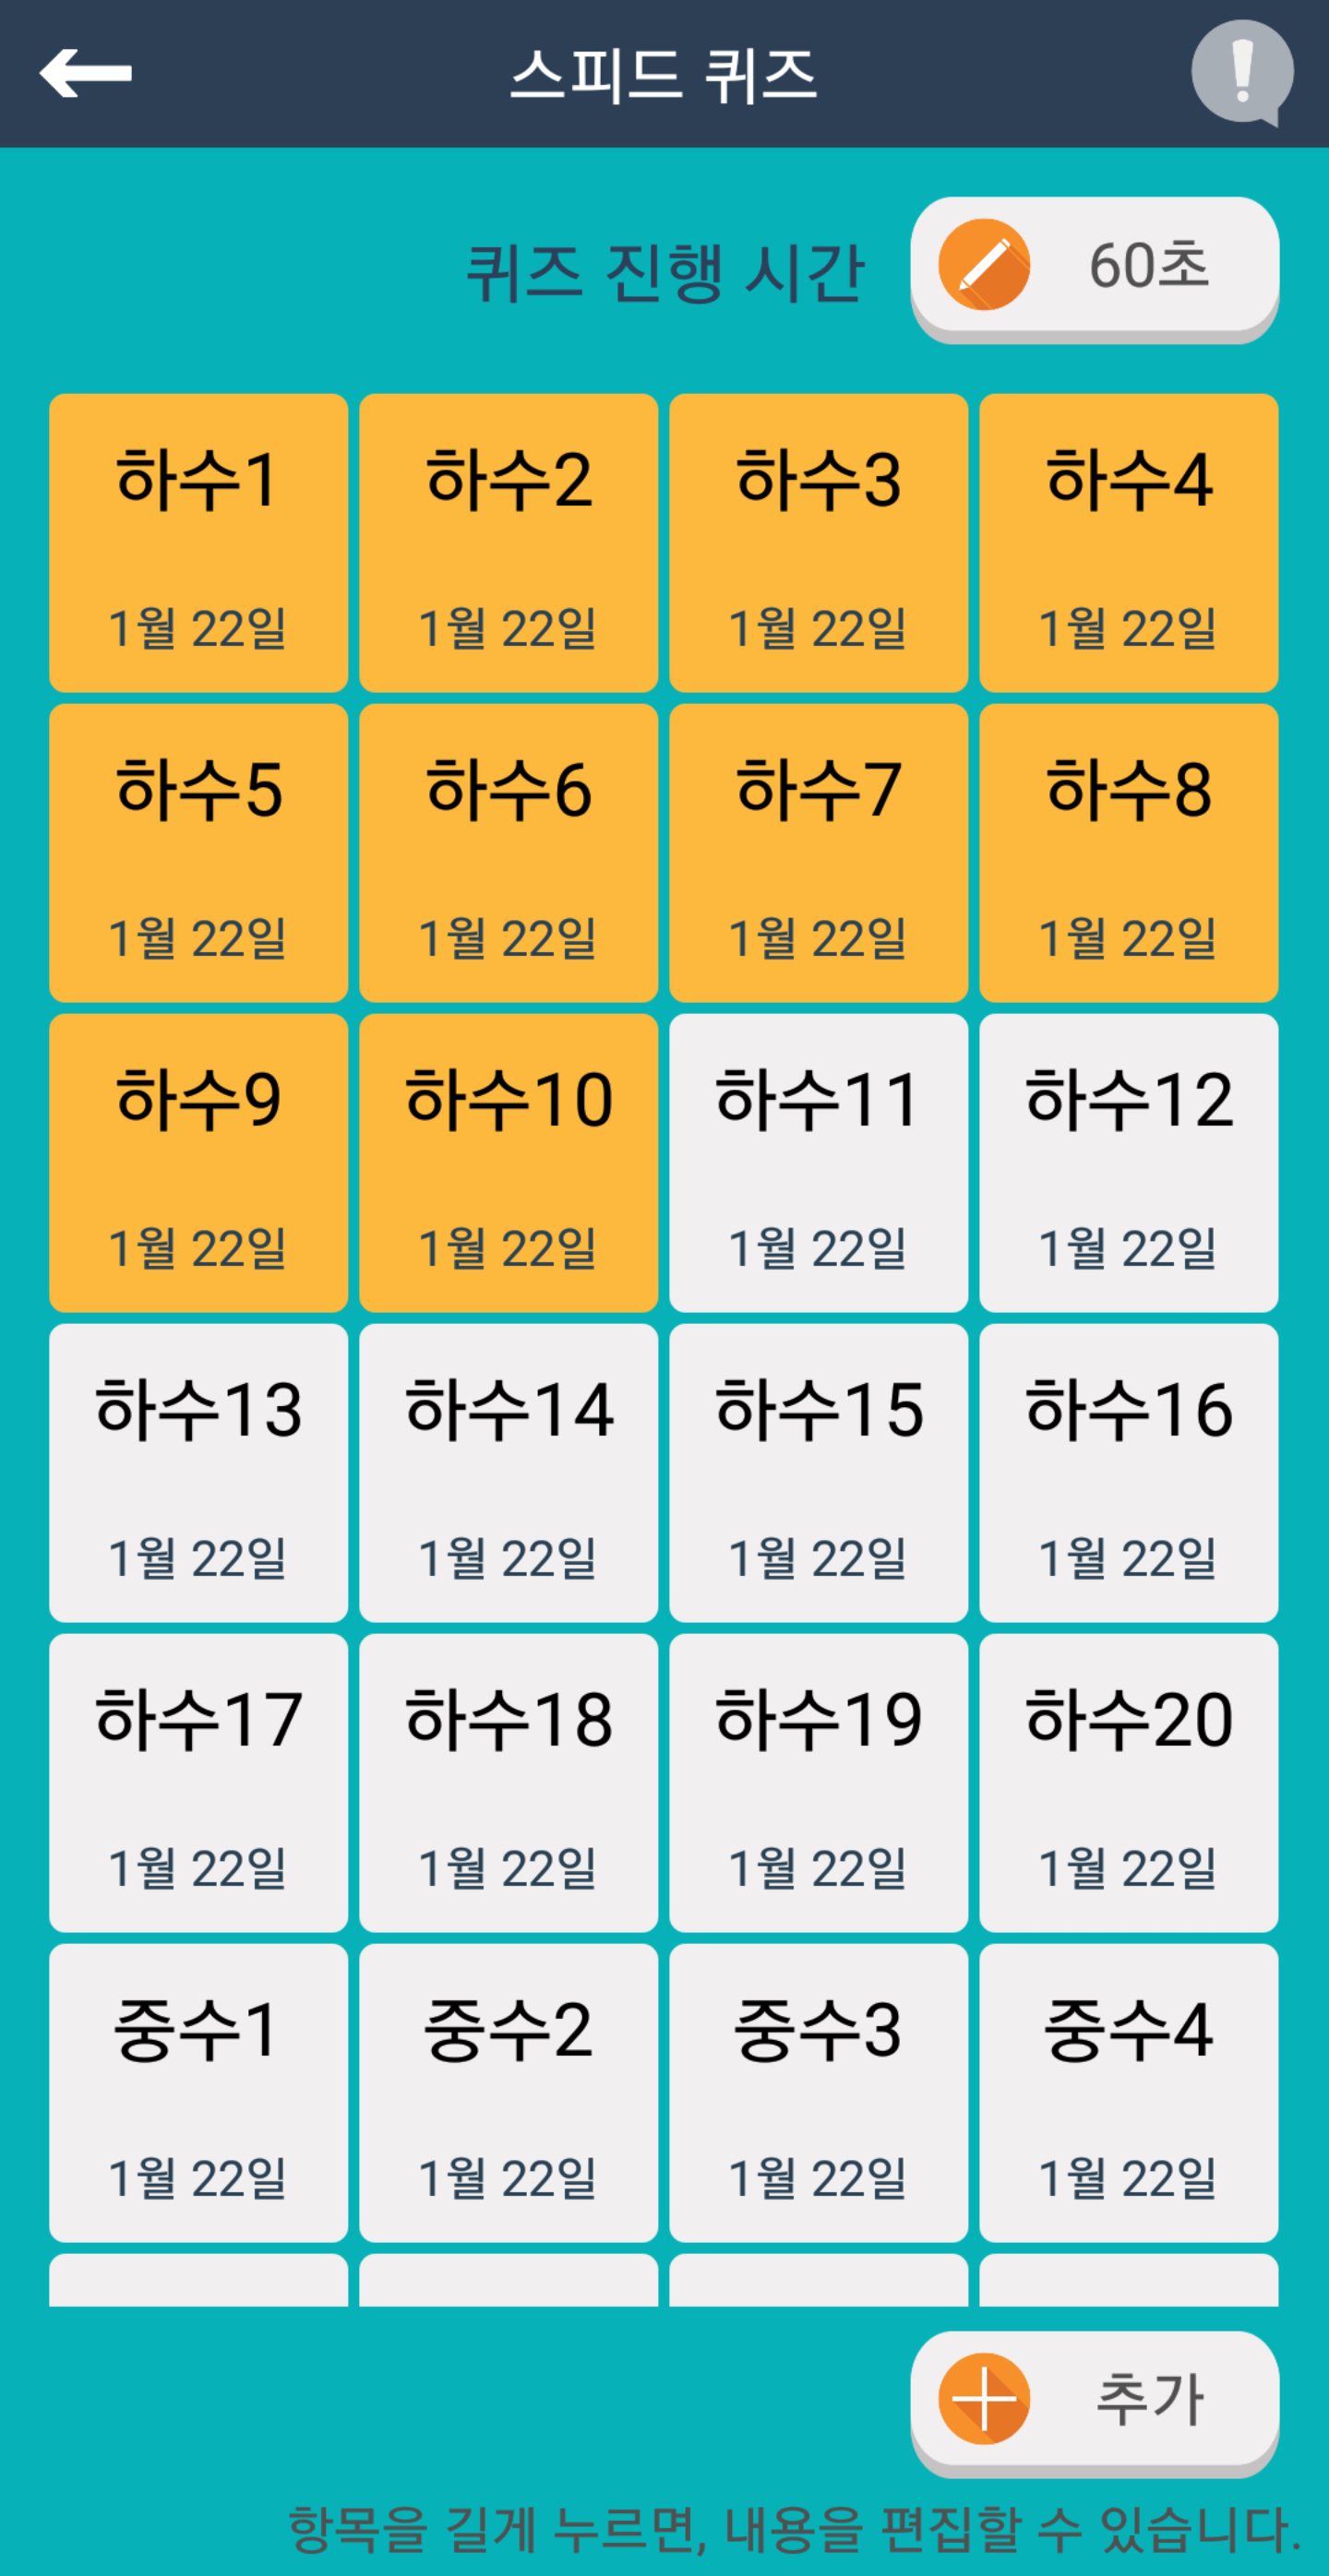 스피드 퀴즈
퀴즈 진행 시간 60초
하수1 하수2 하수3 하수4
1월 22일 1월 22일 1월 22일 1월 22일
하수5 하수6 하수7 하수8
1월 22일 1월 22일 1월 22일 1월 22일
하수9 하수10 하수11 하수12
1월 22일 1월 22일 1월 22일 1월 22일
하수13 하수14 하수15 하수16
1월 22일 1월 22일 1월 22일 1월 22일
하수17 하수18 하수19 하수20
1월 22일 1월 22일 1월 22일 1월 22일
중수1 중수2 중수3 중수4
1월 22일 1월 22일 1월 22일 1월 22일
추가
항목을 길게 누르면, 내용을 편집할 수 있습니다.